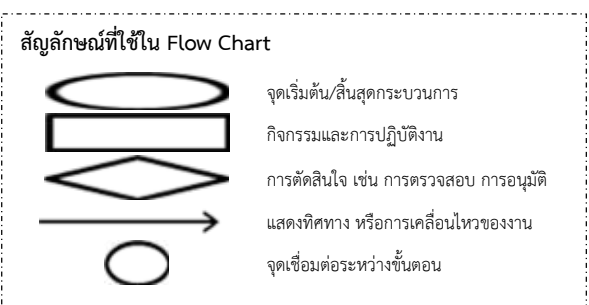 สัญลักษณ์ที่ใช้ใน Flow Chart
จุดเริ่มต้น/สิ้นสุดกระบวนการ
กิจกรรมและการปฏิบัติงาน
การตัดสินใจ เช่น การตรวจสอบ การอนุมัติ
แสดงทิศทาง หรือการเคลื่อนไหวของงาน
จุดเชื่อมต่อระหว่างขั้นตอน